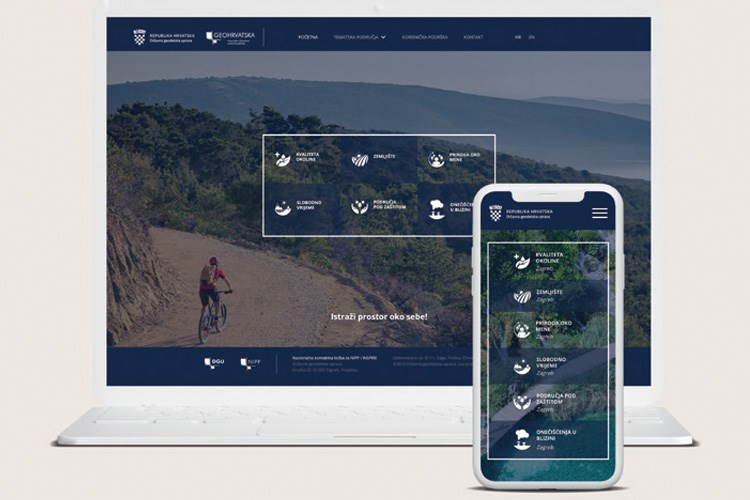 REPUBLIKA HRVATSKA
Državna geodetska uprava
GEOHRVATSKA
POČETNA
TEMATSKA PODRUČJA
KORISNIČKA PODRŠKA
KONTAKT
HR
EN
KVALITETA
OKOLINE
ZEMLJIŠTE
PRIRODA OKO
MENE
SLOBODNO
VRIJEME
PODRUČJA
POD ZAŠTITOM
ONEČIŠĆE
U BLIZINI
Istraži prostor oko sebe!
DGU
NIPP
REPUBLIKA HRVATSKA
Državna geodetska uprava
KVALITETA
OKOLINE
Zagreb
ZEMLJIŠTE
Zagreb
PRIRODA OKO
MENE
Zagreb
SLOBODNO
VRIJEME
Zagreb
PODRUČJA POD
ZAŠTITOM
Zagreb
ONEČIŠĆENJA U
BLIZINI
Zagreb